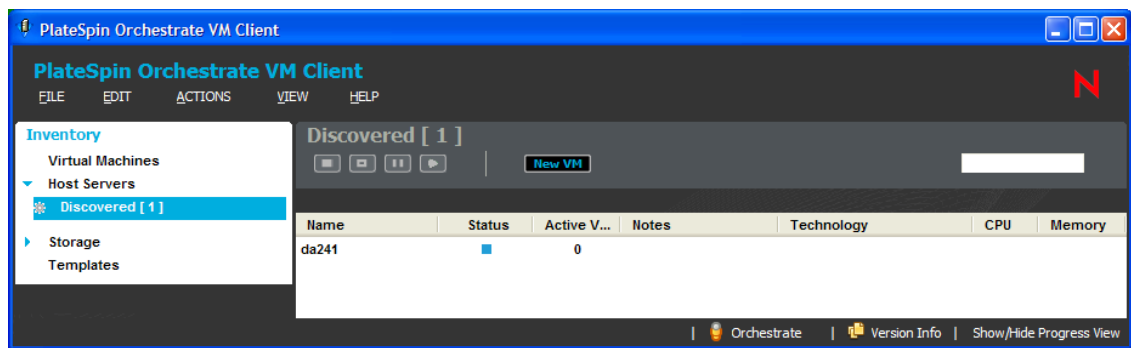 PlateSpin Orchestrate VM Client
PlateSpin Orchestrate VM Client
FILE EDIT ACTIONS VIEW HELP
N
Inventory
Virtual Machines
Host Servers
Discovered [ 1 ]
Storage
Templates
Discovered [ 1 ]
New VM
Name Status Active V... Notes Technology CPU Memory
da241 0
| Orchestrate | Version Info | Show/Hide Progress View